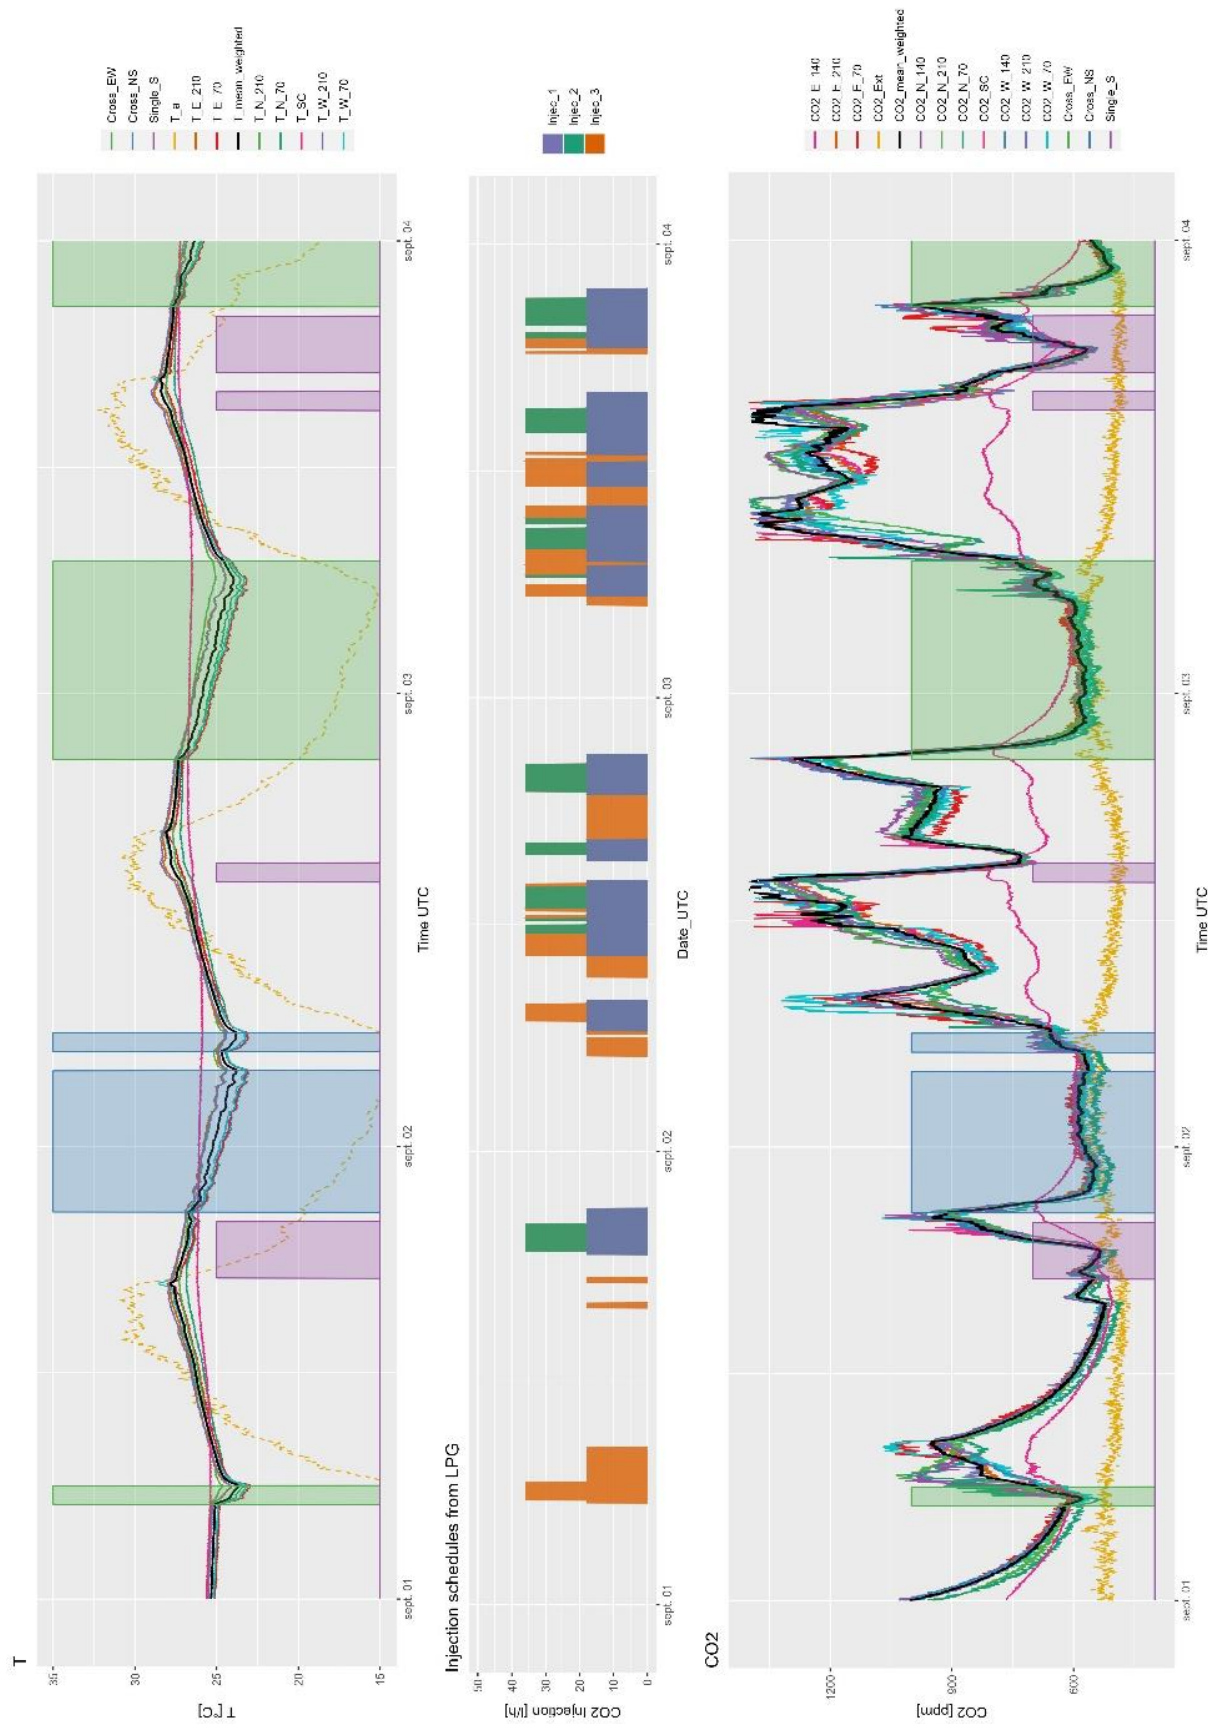 T
35
30
25
20
15
T [°C]
sept. 01
sept. 02
sept. 03
sept. 04
Time UTC
Cross_EW
Cross_NS
Single_S
T_a
T_E_210
T_E_70
T_mean_weighted
T_N_210
T_N_70
T_SC
T_W_210
T_W_70
Injection schedules from LPG
50
40
30
20
10
0
CO2 Injection [l/h]
sept. 01
sept. 02
sept. 03
sept. 04
Date_UTC
Injec_1
Injec_2
Injec_3
CO2
1200
900
600
CO2 [ppm]
sept. 01
sept. 02
sept. 03
sept. 04
Time UTC
CO2_E_140
CO2_E_210
CO2_E_70
CO2_Ext
CO2_mean_weighted
CO2_N_140
CO2_N_210
CO2_N_70
CO2_SC
CO2_W_140
CO2_W_210
CO2_W_70
Cross_EW
Cross_NS
Single_S